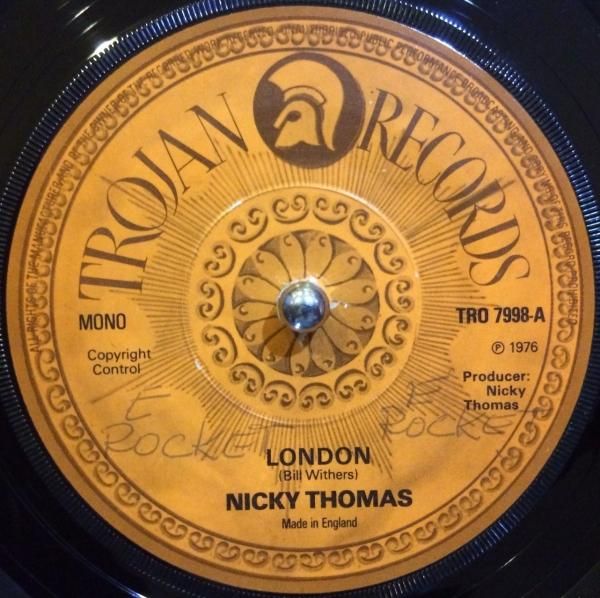 TROJAN RECORDS
MONO
Copyright
Control
TRO 7998-A
Ⓟ 1976
Producer:
Nicky
Thomas
E
ROCKET
E
ROCKET
LONDON
(Bill Withers)
NICKY THOMAS
Made in England